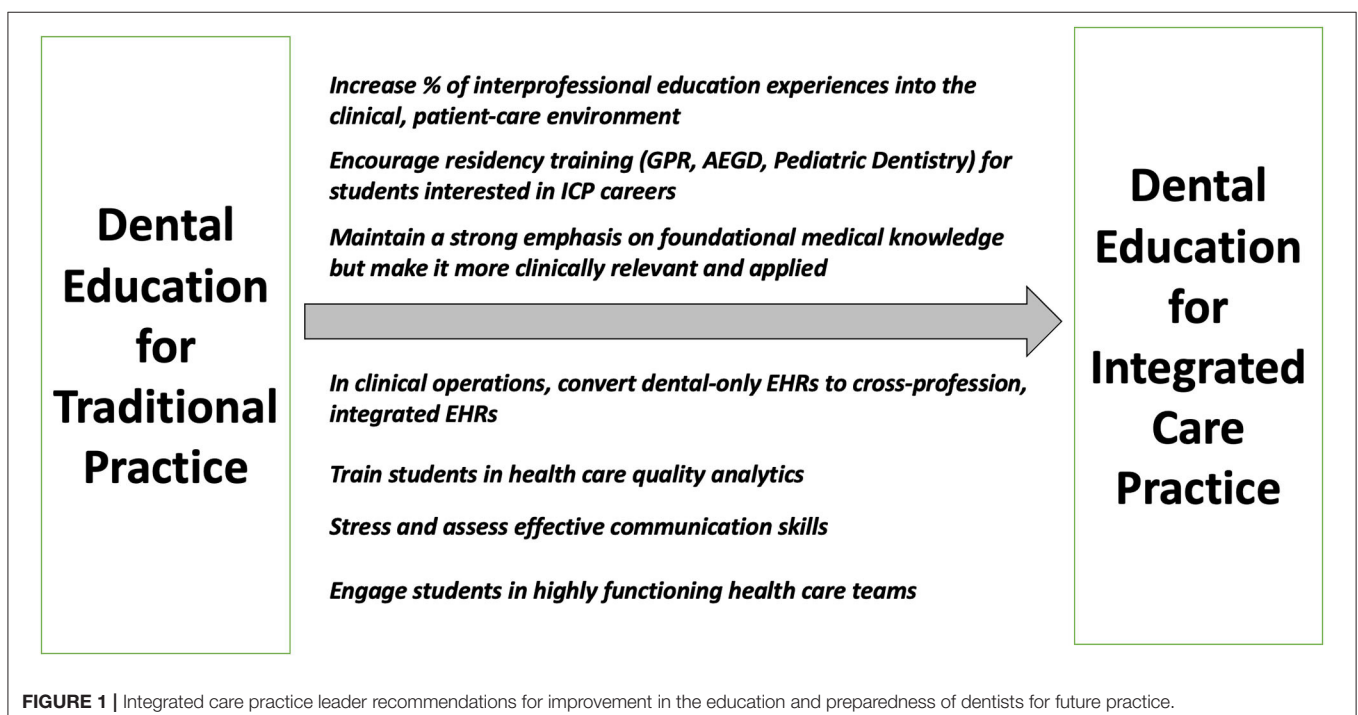 Dental
Education
for
Traditional
Practice
Increase % of interprofessional education experiences into the
clinical, patient-care environment
Encourage residency training (GPR, AEGD, Pediatric Dentistry) for
students interested in ICP careers
Maintain a strong emphasis on foundational medical knowledge
but make it more clinically relevant and applied
In clinical operations, convert dental-only EHRs to cross-profession,
integrated EHRs
Train students in health care quality analytics
Stress and assess effective communication skills
Engage students in highly functioning health care teams
Dental
Education
for
Integrated
Care
Practice
FIGURE 1 | Integrated care practice leader recommendations for improvement in the education and preparedness of dentists for future practice.